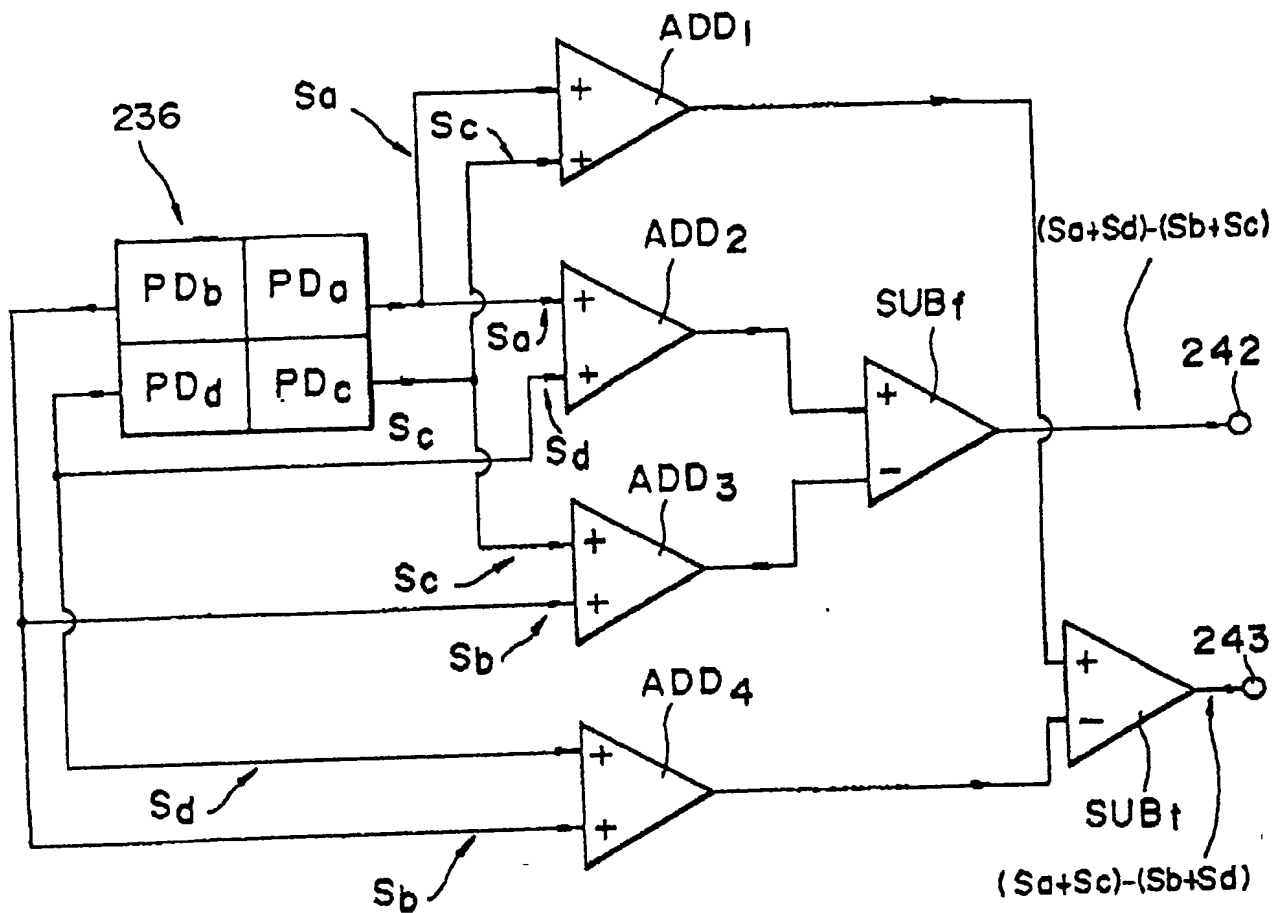 ADD1
Sa
+
236
Sc
+
ADD2
(Sa+Sd)-(Sb+Sc)
PDb
PDa
+
SUBf
Sa
242
PDd
PDc
+
+
Sc
Sd
ADD3
-
+
Sc
+
243
Sb
+
ADD4
-
+
Sd
SUBt
+
Sb
(Sa+Sc)-(Sb+Sd)